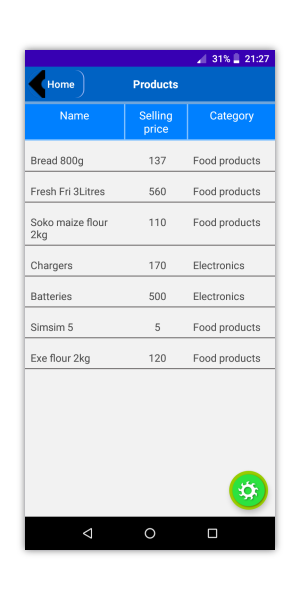 31% 21:27
Home Products
Name Selling price Category
Bread 800g 137 Food products
Fresh Fri 3Litres 560 Food products
Soko maize flour 2kg 110 Food products
Chargers 170 Electronics
Batteries 500 Electronics
Simsim 5 5 Food products
Exe flour 2kg 120 Food products